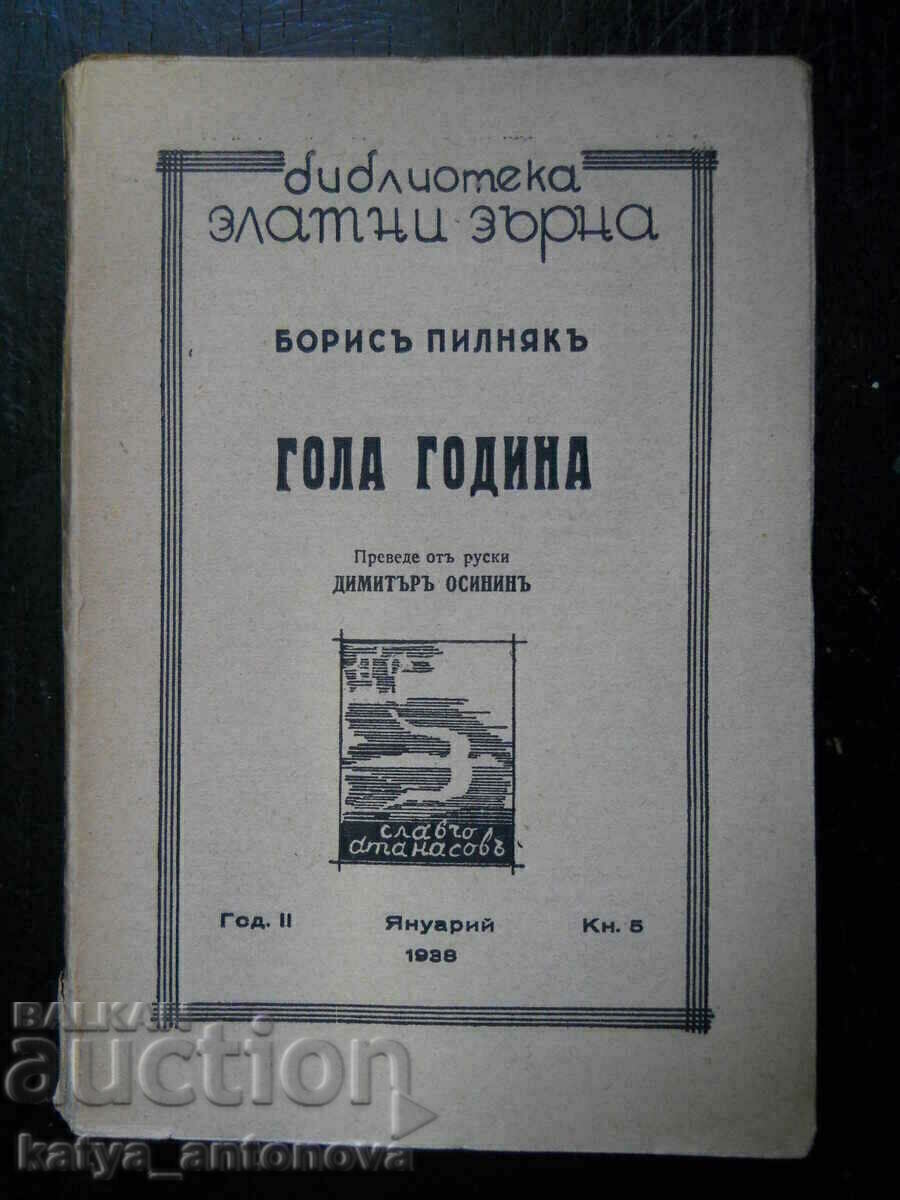 библиотека
златни зърна
БОРИСЪ ПИЛНЯКЪ
ГОЛА ГОДИНА
Преведе отъ руски
ДИМИТЪРЪ ОСИНИНЪ
славчо
атанасовъ
Год. II Януарий Кн. 5
1938
BALKAN
auction
katya_antonova